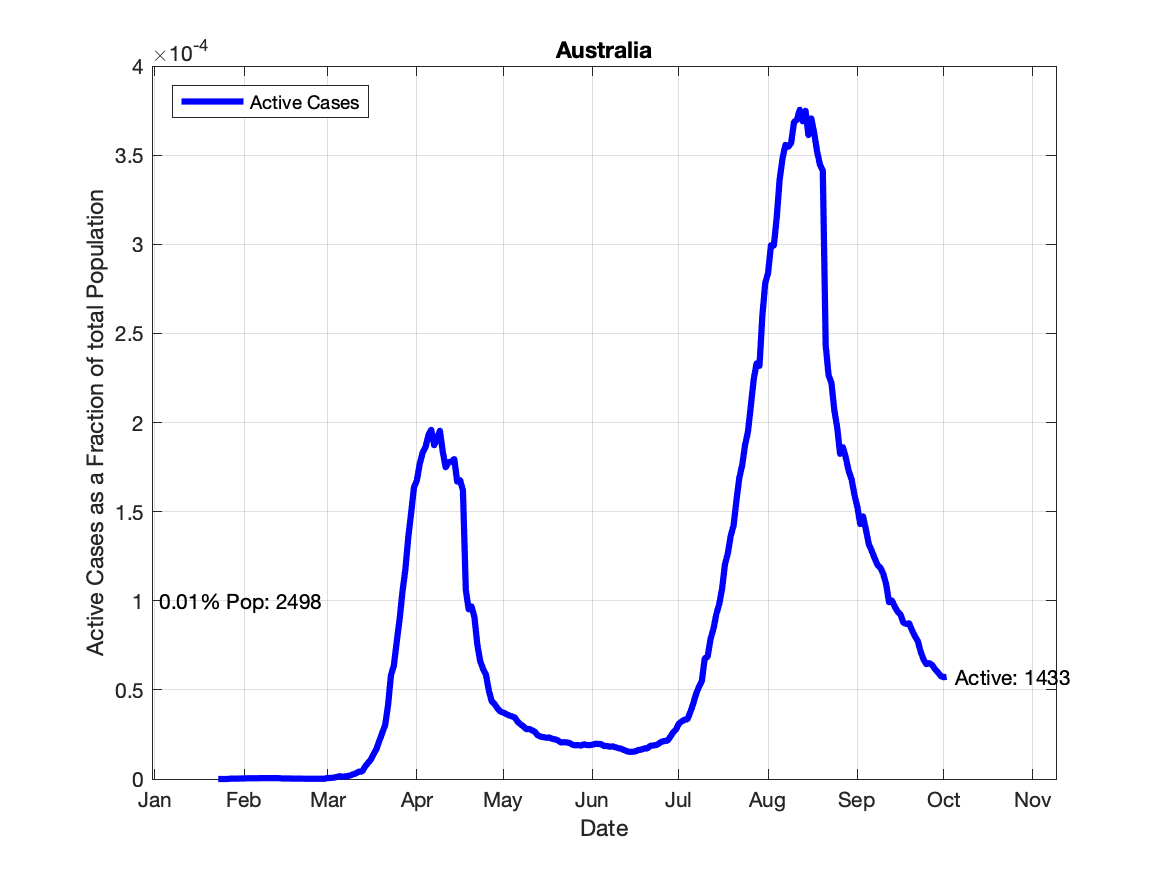 Australia
×10-4
Active Cases
4
3.5
3
2.5
2
1.5
1
0.5
0
Active Cases as a Fraction of total Population
0.01% Pop: 2498
Active: 1433
Jan Feb Mar Apr May Jun Jul Aug Sep Oct Nov
Date